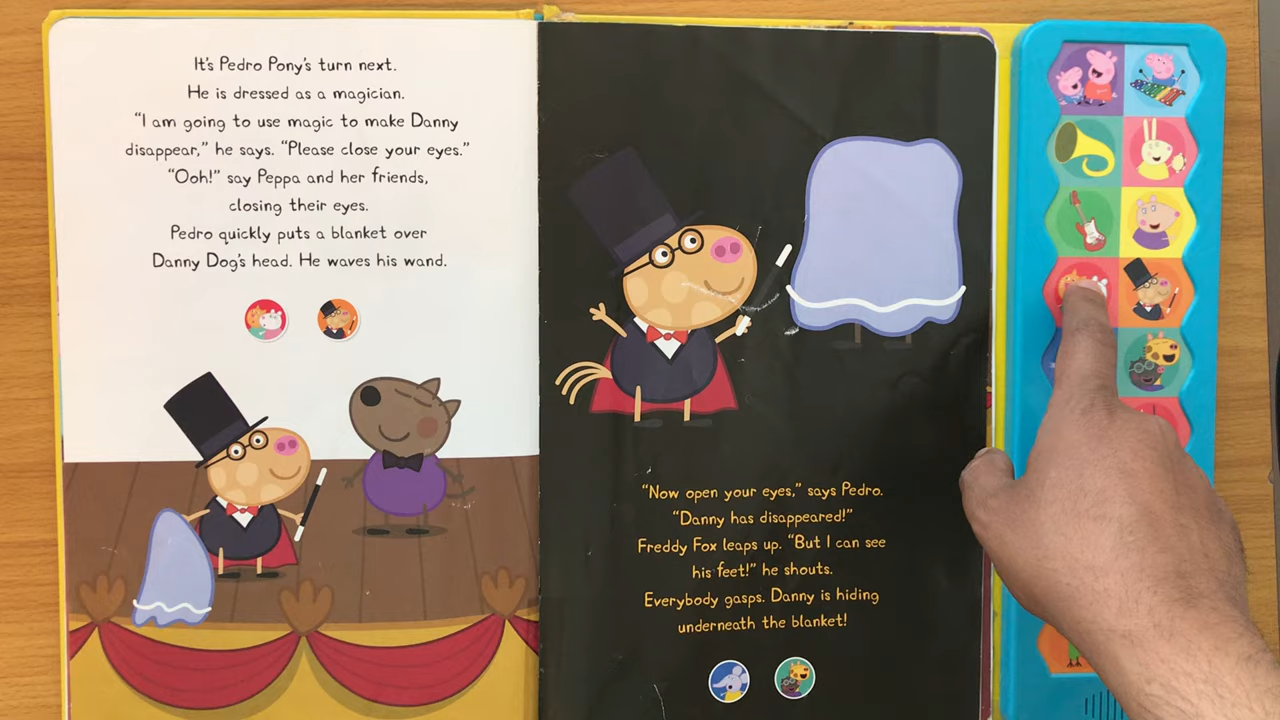 It's Pedro Pony's turn next.
He is dressed as a magician.
“I am going to use magic to make Danny
disappear,” he says. “Please close your eyes.”
“Ooh!” say Peppa and her friends,
closing their eyes.
Pedro quickly puts a blanket over
Danny Dog's head. He waves his wand.
“Now open your eyes,” says Pedro.
“Danny has disappeared!”
Freddy Fox leaps up. “But I can see
his feet!” he shouts.
Everybody gasps. Danny is hiding
underneath the blanket!